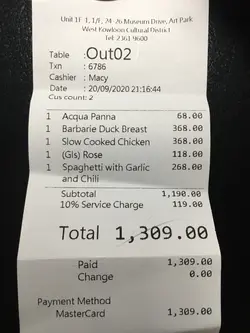 Unit 1F-1, 1/F, 24-26 Museum Drive, Art Park
West Kowloon Cultural District
Tel: 2361 9600
Table : Out02
Txn : 6786
Cashier : Macy
Date : 20/09/2020 21:16:44
Cus count: 2
1 Acqua Panna 68.00
1 Barbarie Duck Breast 368.00
1 Slow Cooked Chicken 368.00
1 (Gls) Rose 118.00
1 Spaghetti with Garlic 268.00
and Chili
Subtotal 1,190.00
10% Service Charge 119.00
Total 1,309.00
Paid 1,309.00
Change 0.00
Payment Method
MasterCard 1,309.00